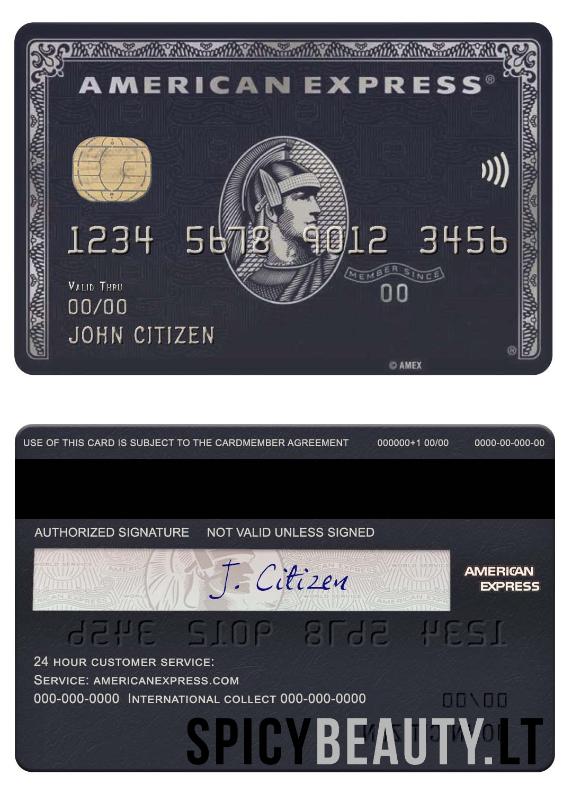 AMERICAN EXPRESS®
1234 5678 9012 3456
MEMBER SINCE
VALID THRU
00/00
00
JOHN CITIZEN
®
© AMEX
USE OF THIS CARD IS SUBJECT TO THE CARDMEMBER AGREEMENT 000000+1 00/00 0000-00-000-00
AUTHORIZED SIGNATURE NOT VALID UNLESS SIGNED
J. Citizen
AMERICAN
EXPRESS
24 HOUR CUSTOMER SERVICE:
SERVICE: AMERICANEXPRESS.COM
000-000-0000 INTERNATIONAL COLLECT 000-000-0000
SPICYBEAUTY.LT